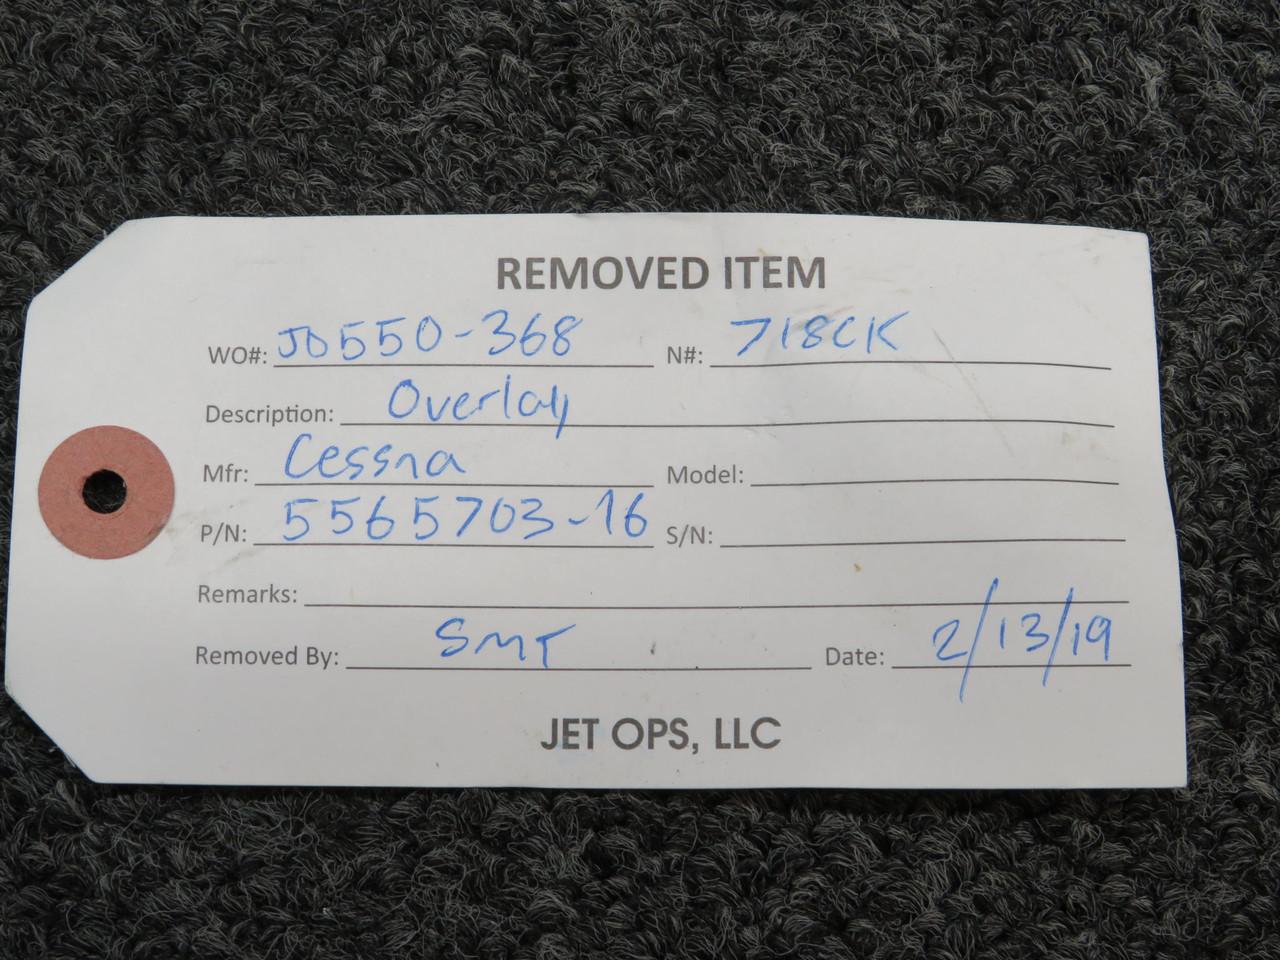 REMOVED ITEM
WO#: JO550-368 N#: 718CK
Description: Overlay
Mfr: Cessna Model:
P/N: 5565703-16 S/N:
Remarks:
Removed By: SMT Date: 2/13/19
JET OPS, LLC